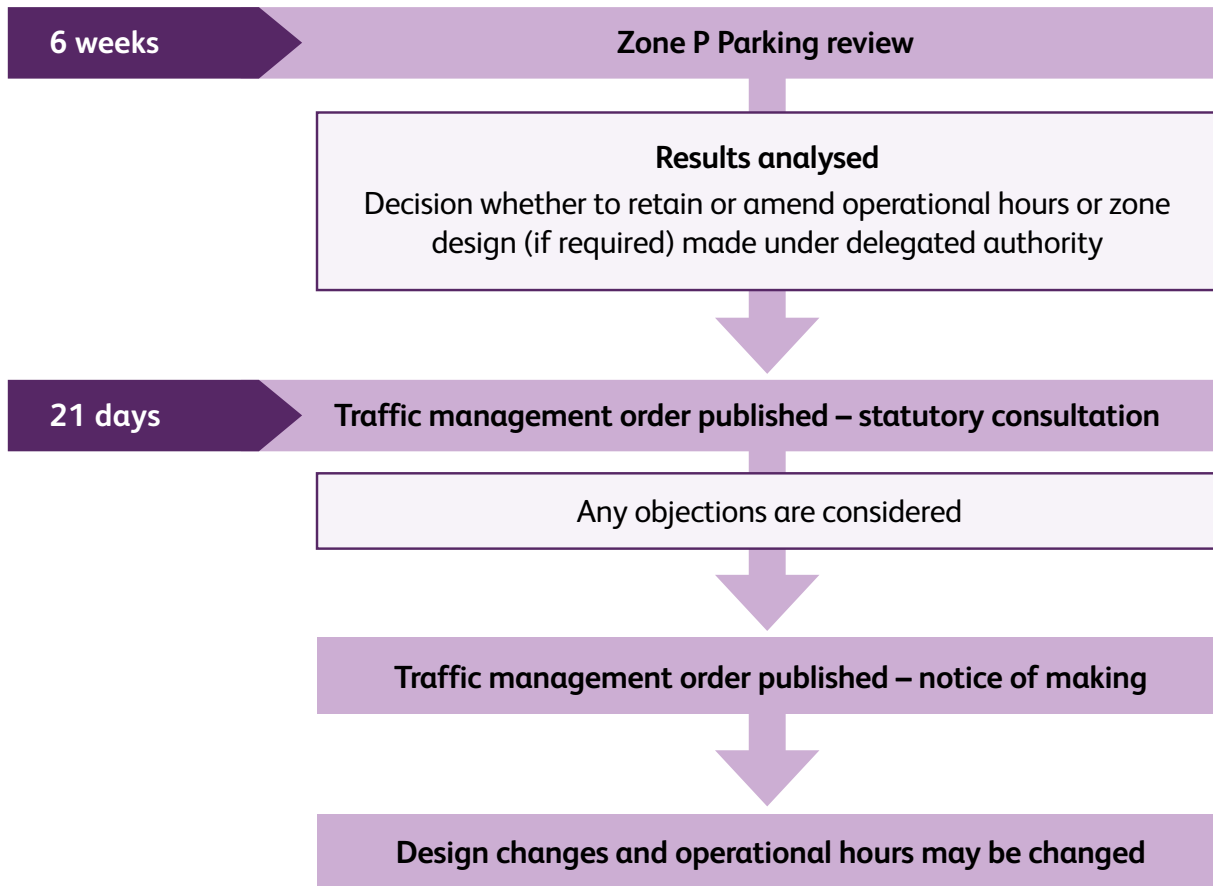 6 weeks
Zone P Parking review
Results analysed
Decision whether to retain or amend operational hours or zone
design (if required) made under delegated authority
21 days
Traffic management order published – statutory consultation
Any objections are considered
Traffic management order published – notice of making
Design changes and operational hours may be changed